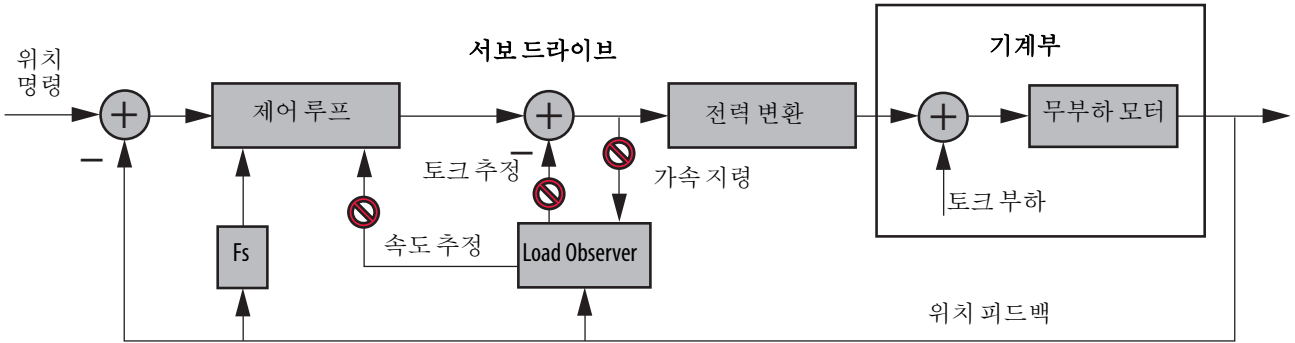 위치
명령
서보 드라이브
기계부
+
제어 루프
+
전력 변환
+
무부하 모터
−
−
토크 추정
가속 지령
토크 부하
Fs
속도 추정
Load Observer
위치 피드백